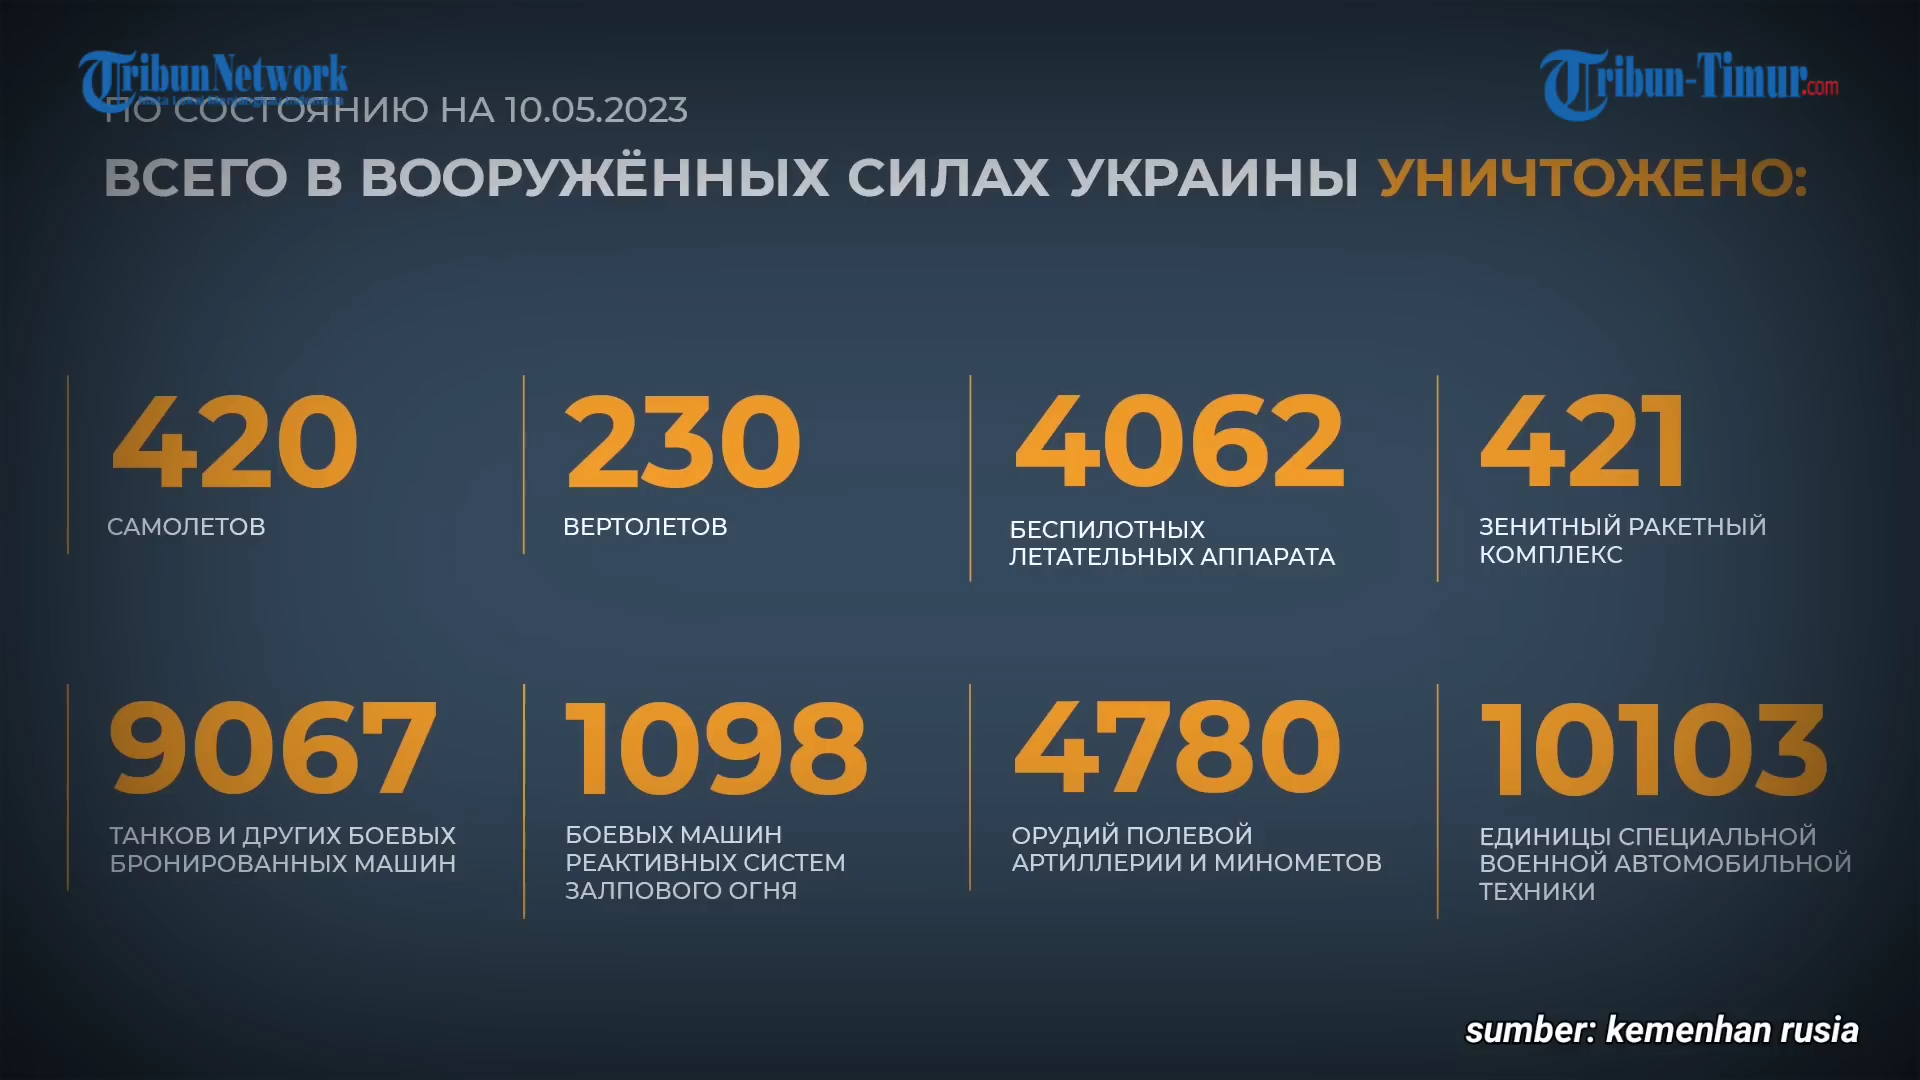 TribunNetwork
Tribun-Timur.com
ПО СОСТОЯНИЮ НА 10.05.2023
ВСЕГО В ВООРУЖЁННЫХ СИЛАХ УКРАИНЫ УНИЧТОЖЕНО:
420
САМОЛЕТОВ
230
ВЕРТОЛЕТОВ
4062
БЕСПИЛОТНЫХ
ЛЕТАТЕЛЬНЫХ АППАРАТА
421
ЗЕНИТНЫЙ РАКЕТНЫЙ
КОМПЛЕКС
9067
ТАНКОВ И ДРУГИХ БОЕВЫХ
БРОНИРОВАННЫХ МАШИН
1098
БОЕВЫХ МАШИН
РЕАКТИВНЫХ СИСТЕМ
ЗАЛПОВОГО ОГНЯ
4780
ОРУДИЙ ПОЛЕВОЙ
АРТИЛЛЕРИИ И МИНОМЕТОВ
10103
ЕДИНИЦЫ СПЕЦИАЛЬНОЙ
ВОЕННОЙ АВТОМОБИЛЬНОЙ
ТЕХНИКИ
sumber: kemenhan rusia